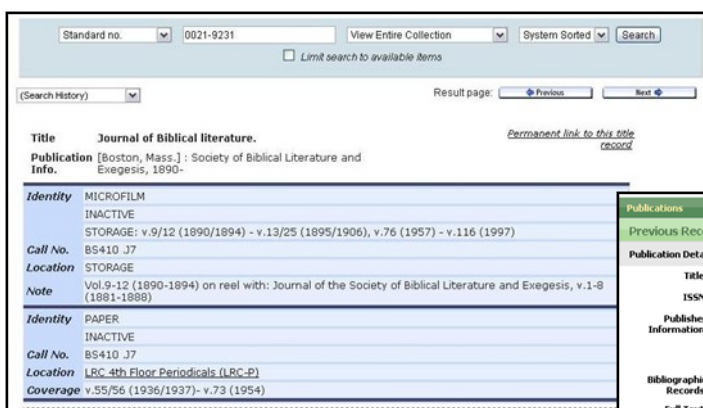 Standard no. 0021-9231 View Entire Collection System Sorted Search
Limit search to available items
(Search History) Result page: Previous Next
Title Journal of Biblical literature. Permanent link to this title record
Publication Info. [Boston, Mass.] : Society of Biblical Literature and
Exegesis, 1890-
Identity MICROFILM
INACTIVE
STORAGE: v.9/12 (1890/1894) - v.13/25 (1895/1906), v.76 (1957) - v.116 (1997)
Call No. BS410 .J7
Location STORAGE
Note Vol.9-12 (1890-1894) on reel with: Journal of the Society of Biblical Literature and Exegesis, v.1-8
(1881-1888)
Identity PAPER
INACTIVE
Call No. BS410 .J7
Location LRC 4th Floor Periodicals (LRC-P)
Coverage v.55/56 (1936/1937)- v.73 (1954)
Publications
Previous Reco
Publication Deta
Title
ISSN
Publishe
Information
Bibliographi
Records